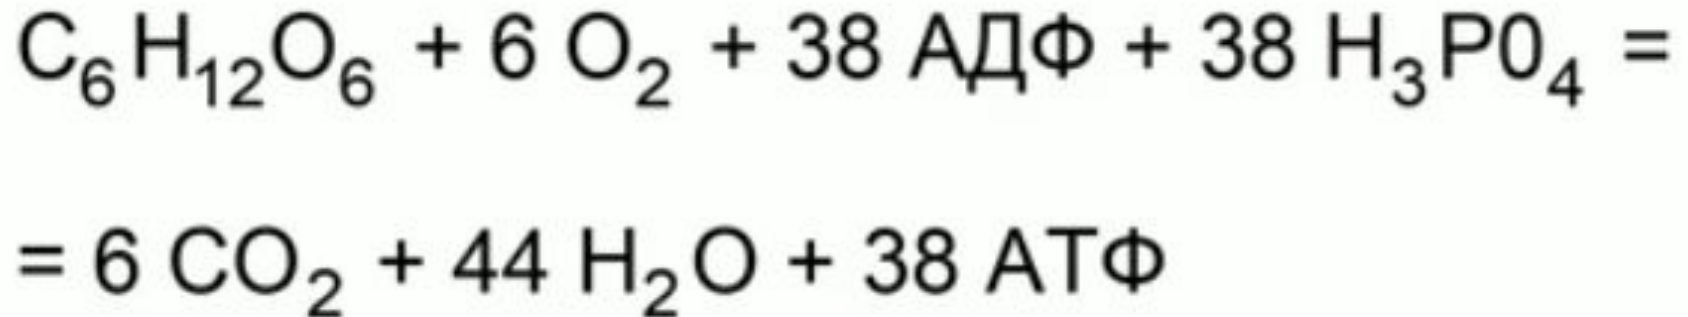 C₆H₁₂O₆ + 6 O₂ + 38 АДФ + 38 H₃P0₄ =
= 6 CO₂ + 44 H₂O + 38 АТФ